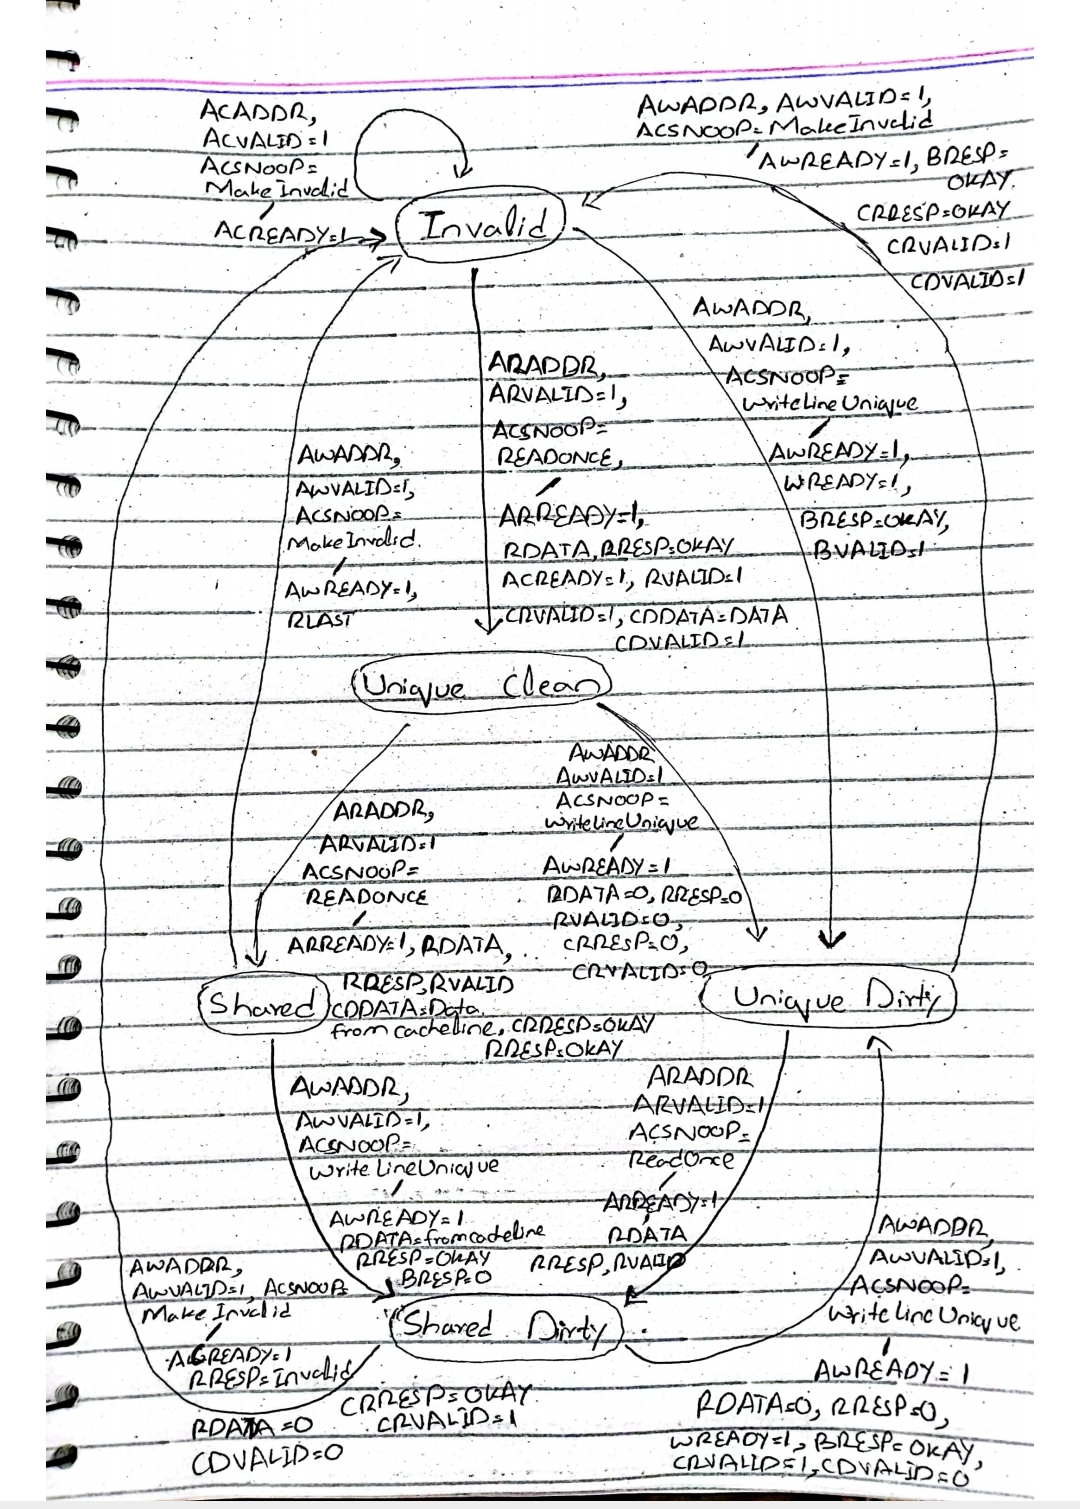 ACADDR,
ACVALID=1
ACSNOOP=
Make Invalid
/
ACREADY=1
AWADDR, AWVALID=1,
ACSNOOP=MakeInvalid
/AWREADY=1, BRESP=
OKAY.
CRRESP=OKAY
CRVALID=1
CDVALID=1
Invalid
ARADDR,
ARVALID=1,
ACSNOOP=
READONCE,
/
ARREADY=1,
RDATA, RRESP=OKAY
ACREADY=1, RVALID=1
CRVALID=1, CDDATA=DATA
CDVALID=1
AWADDR,
AWVALID=1,
ACSNOOP=
WriteLineUnique
/
AWREADY=1,
WREADY=1,
BRESP=OKAY,
BVALID=1
AWADDR,
AWVALID=1,
ACSNOOP=
MakeInvalid.
/
AWREADY=1,
RLAST
Unique Clean
ARADDR,
ARVALID=1
ACSNOOP=
READONCE
/
ARREADY=1, RDATA,
RRESP, RVALID
CDDATA=Data
from cacheline, CRRESP=OKAY
RRESP=OKAY
AWADDR
AWVALID=1
ACSNOOP=
WriteLineUnique
/
AWREADY=1
RDATA=0, RRESP=0
RVALID=0,
CRRESP=0,
CRVALID=0
Shared
Unique Dirty
AWADDR,
AWVALID=1,
ACSNOOP=
Write LineUnique
/
AWREADY=1
RDATA=from cacheline
RRESP=OKAY
BRESP=0
ARADDR
ARVALID=1
ACSNOOP=
ReadOnce
/
ARREADY=1
RDATA
RRESP, RVALID
Shared Dirty
AWADDR,
AWVALID=1, ACSNOOP=
Make Invalid
/
ACREADY=1
RRESP=Invalid
CRRESP=OKAY
CRVALID=1
RDATA=0
CDVALID=0
AWADDR,
AWVALID=1,
ACSNOOP=
Write Line Unique
/
AWREADY=1
RDATA=0, RRESP=0,
WREADY=1, BRESP=OKAY,
CRVALID=1, CDVALID=0